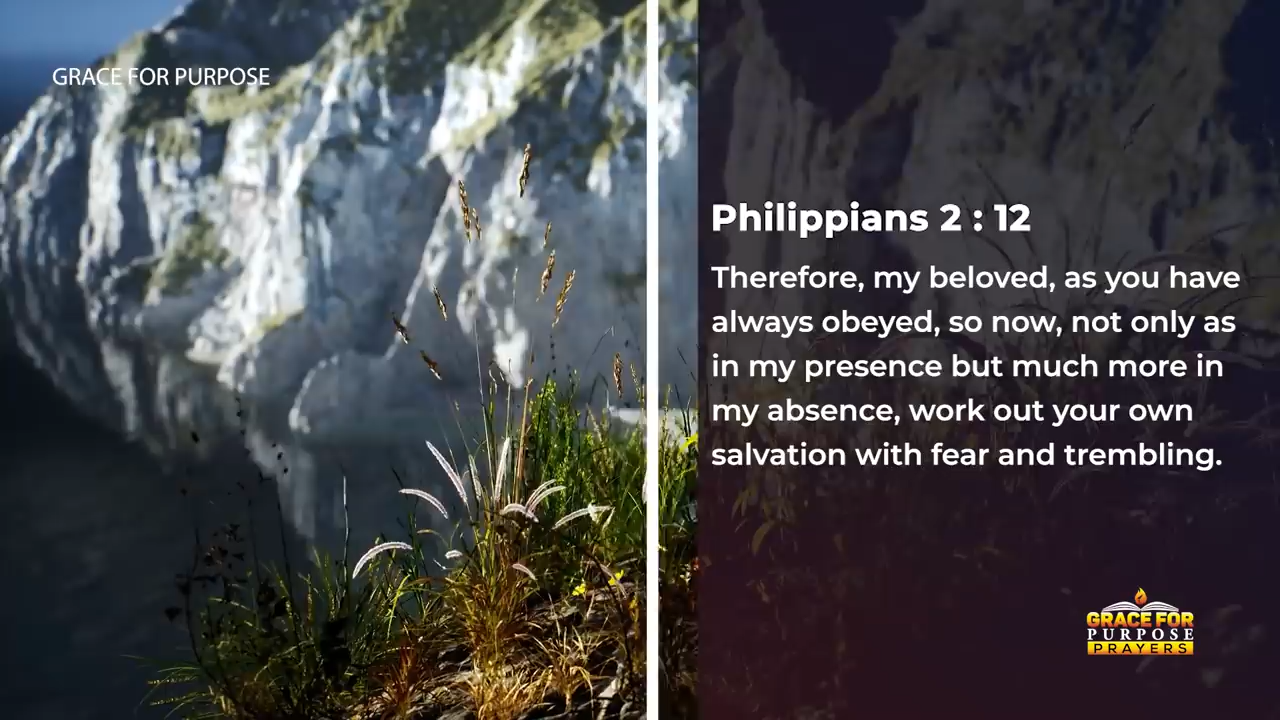 GRACE FOR PURPOSE
Philippians 2 : 12
Therefore, my beloved, as you have
always obeyed, so now, not only as
in my presence but much more in
my absence, work out your own
salvation with fear and trembling.
GRACE FOR
PURPOSE
PRAYERS